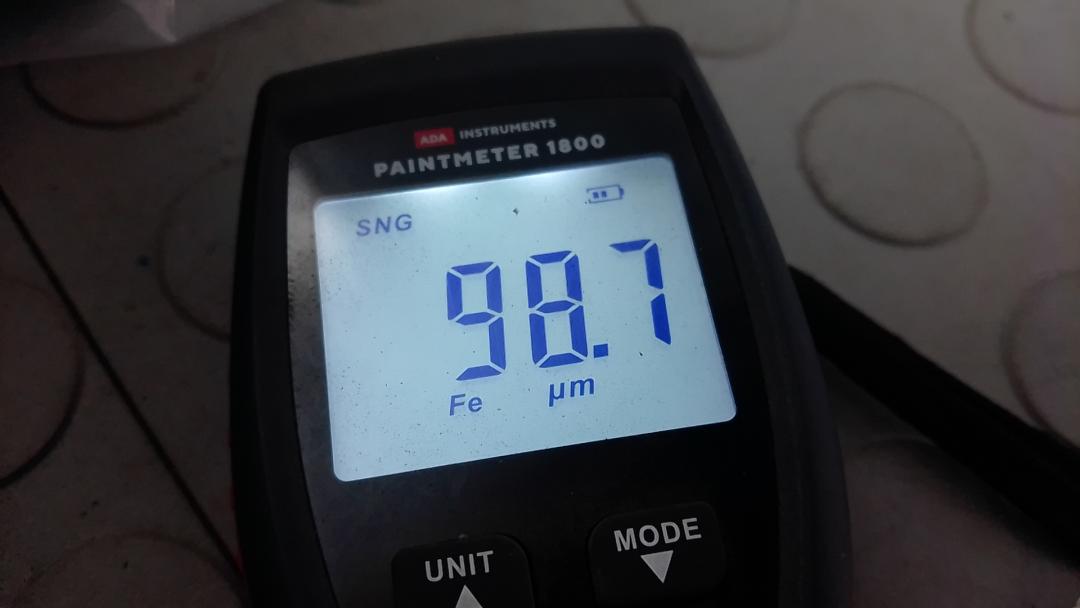 ADA INSTRUMENTS
PAINTMETER 1800
SNG
98.7
Fe μm
UNIT MODE